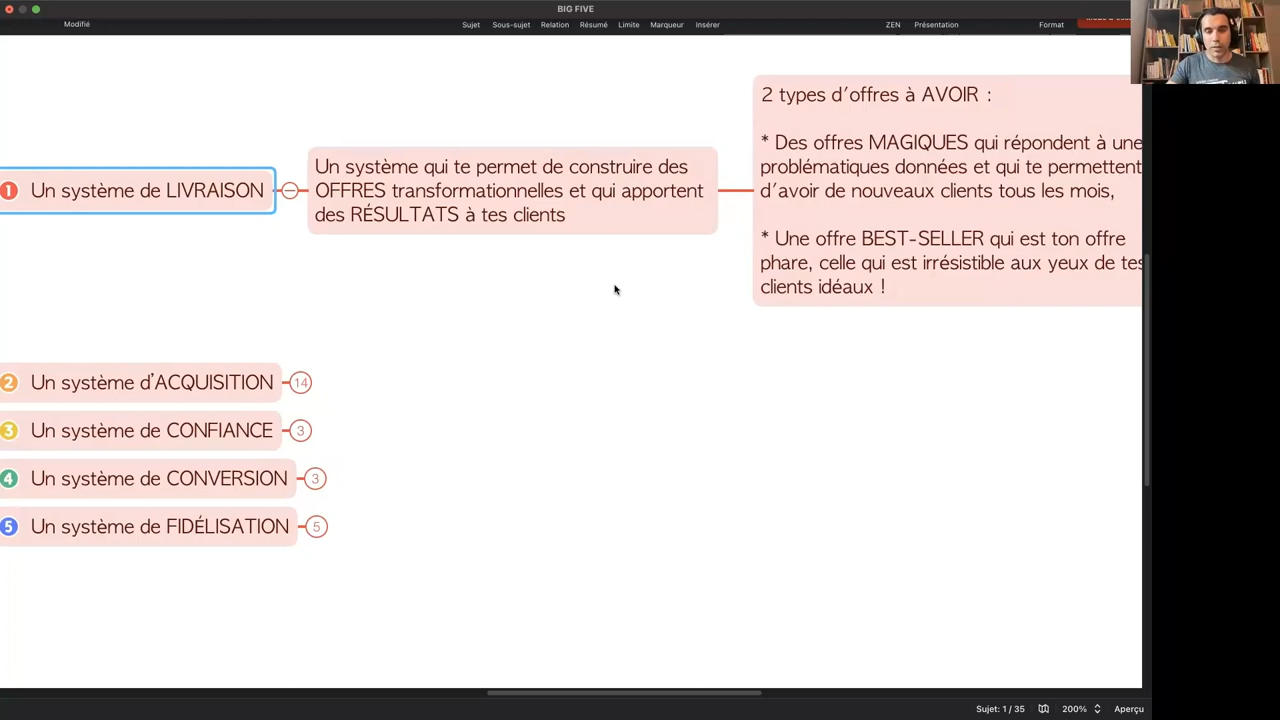 BIG FIVE
Modifié
Sujet Sous-sujet Relation Résumé Limite Marqueur Insérer ZEN Présentation Format
1 Un système de LIVRAISON
Un système qui te permet de construire des
OFFRES transformationnelles et qui apportent
des RÉSULTATS à tes clients
2 types d'offres à AVOIR :
* Des offres MAGIQUES qui répondent à une
problématiques données et qui te permettent
d'avoir de nouveaux clients tous les mois,
* Une offre BEST-SELLER qui est ton offre
phare, celle qui est irrésistible aux yeux de tes
clients idéaux !
2 Un système d'ACQUISITION 14
3 Un système de CONFIANCE 3
4 Un système de CONVERSION 3
5 Un système de FIDÉLISATION 5
Sujet: 1 / 35 200% Aperçu